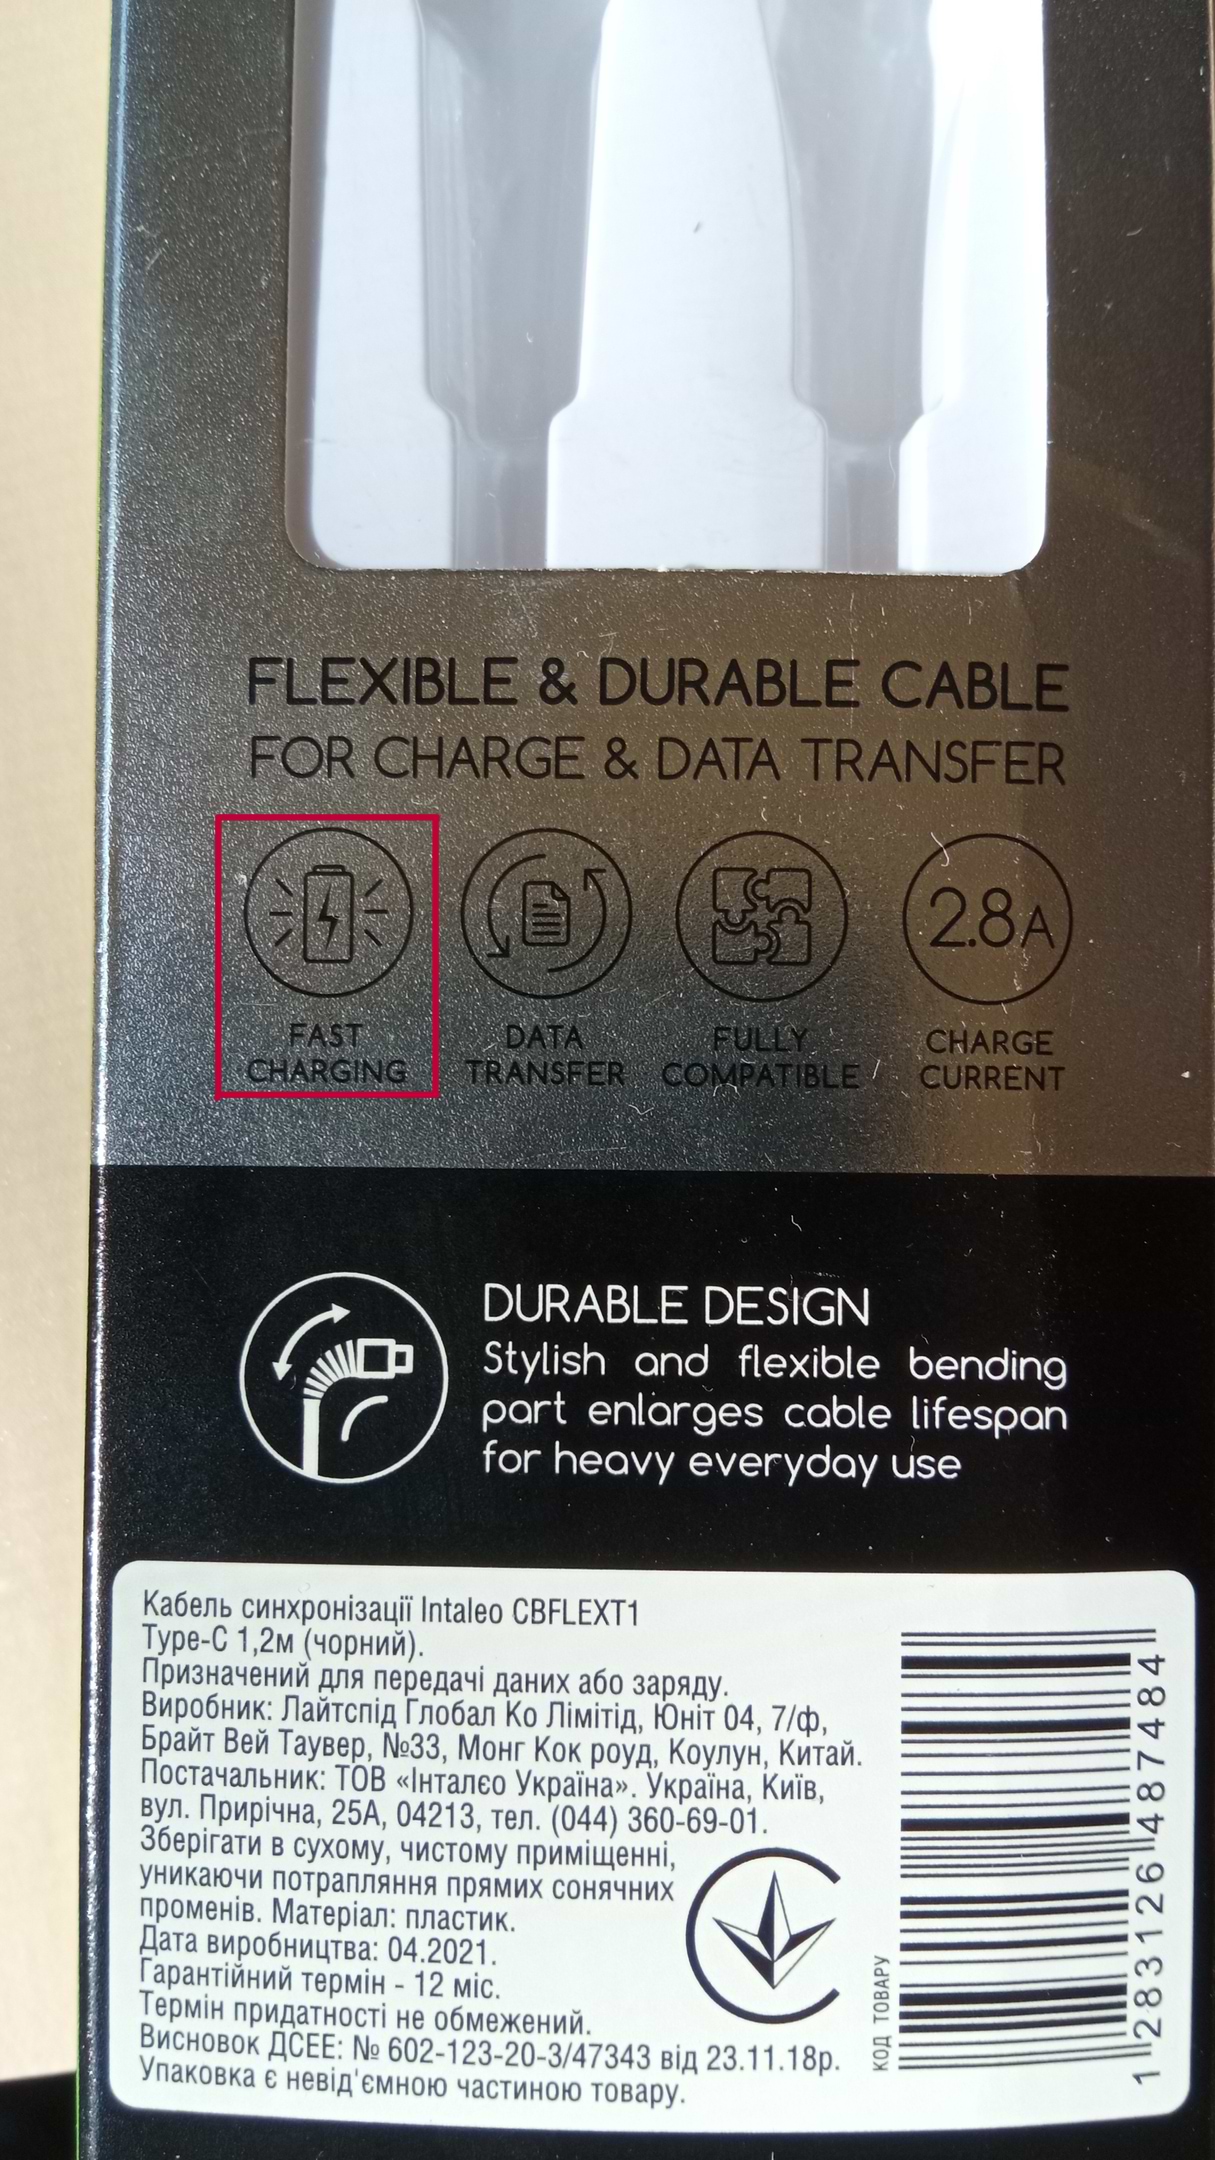 FLEXIBLE & DURABLE CABLE
FOR CHARGE & DATA TRANSFER
2.8A
FAST CHARGING
DATA TRANSFER
FULLY COMPATIBLE
CHARGE CURRENT
DURABLE DESIGN
Stylish and flexible bending
part enlarges cable lifespan
for heavy everyday use
Кабель синхронізації Intaleo CBFLEXT1
Type-C 1,2м (чорний).
Призначений для передачі даних або заряду.
Виробник: Лайтспід Глобал Ко Лімітід, Юніт 04, 7/ф,
Брайт Вей Таувер, №33, Монг Кок роуд, Коулун, Китай.
Постачальник: ТОВ «Інталєо Україна». Україна, Київ,
вул. Прирічна, 25А, 04213, тел. (044) 360-69-01.
Зберігати в сухому, чистому приміщенні,
уникаючи потрапляння прямих сонячних
променів. Матеріал: пластик.
Дата виробництва: 04.2021.
Гарантійний термін - 12 міс.
Термін придатності не обмежений.
Висновок ДСЕЕ: № 602-123-20-3/47343 від 23.11.18р.
Упаковка є невід'ємною частиною товару.
КОД ТОВАРУ
1283126487484